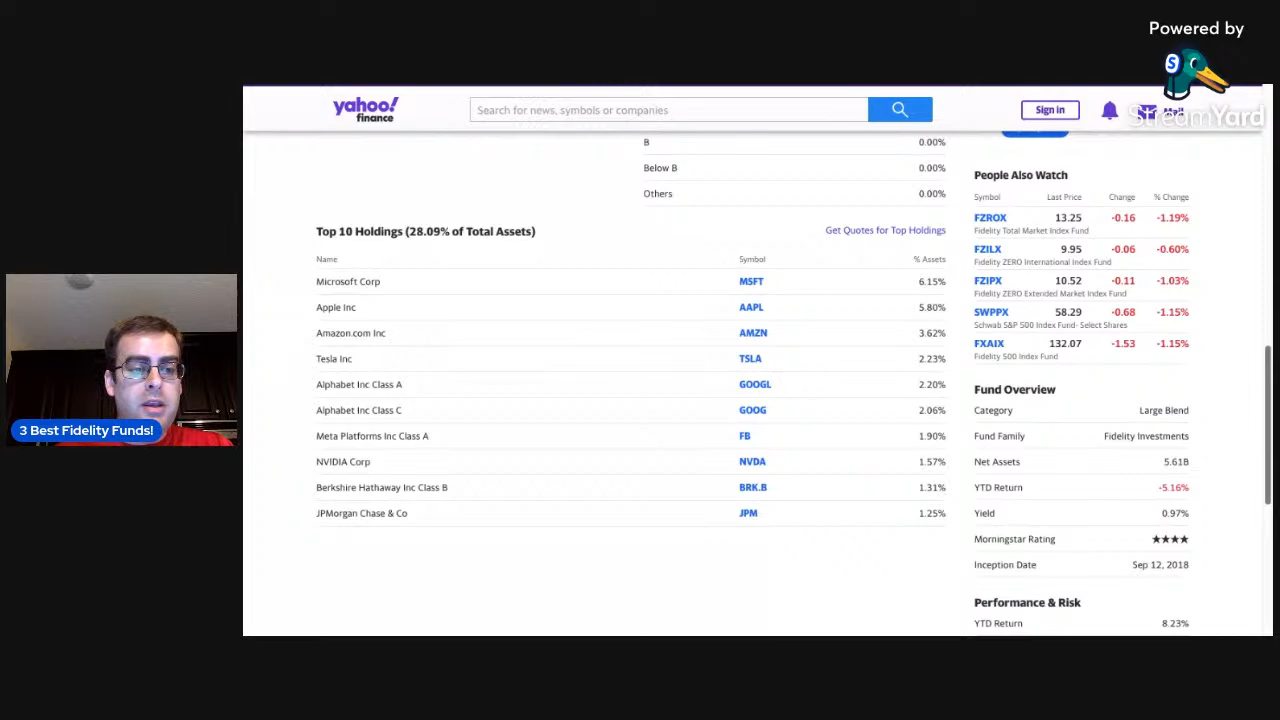 Powered by
S
StreamYard
yahoo!
finance
Search for news, symbols or companies
Sign in
Mail
B 0.00%
Below B 0.00%
Others 0.00%
Top 10 Holdings (28.09% of Total Assets) Get Quotes for Top Holdings
Name Symbol % Assets
Microsoft Corp MSFT 6.15%
Apple Inc AAPL 5.80%
Amazon.com Inc AMZN 3.62%
Tesla Inc TSLA 2.23%
Alphabet Inc Class A GOOGL 2.20%
Alphabet Inc Class C GOOG 2.06%
Meta Platforms Inc Class A FB 1.90%
NVIDIA Corp NVDA 1.57%
Berkshire Hathaway Inc Class B BRK.B 1.31%
JPMorgan Chase & Co JPM 1.25%
People Also Watch
Symbol Last Price Change % Change
FZROX 13.25 -0.16 -1.19%
Fidelity Total Market Index Fund
FZILX 9.95 -0.06 -0.60%
Fidelity ZERO International Index Fund
FZIPX 10.52 -0.11 -1.03%
Fidelity ZERO Extended Market Index Fund
SWPPX 58.29 -0.68 -1.15%
Schwab S&P 500 Index Fund- Select Shares
FXAIX 132.07 -1.53 -1.15%
Fidelity 500 Index Fund
Fund Overview
Category Large Blend
Fund Family Fidelity Investments
Net Assets 5.61B
YTD Return -5.16%
Yield 0.97%
Morningstar Rating ★★★★
Inception Date Sep 12, 2018
Performance & Risk
YTD Return 8.23%
3 Best Fidelity Funds!